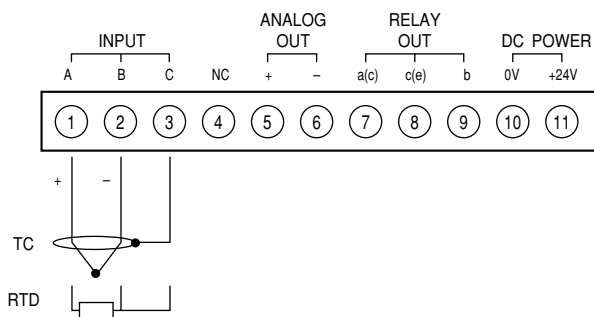 ANALOG RELAY
INPUT OUT OUT DC POWER
A B C NC + − a(c) c(e) b 0V +24V
1 2 3 4 5 6 7 8 9 10 11
+ −
TC
RTD